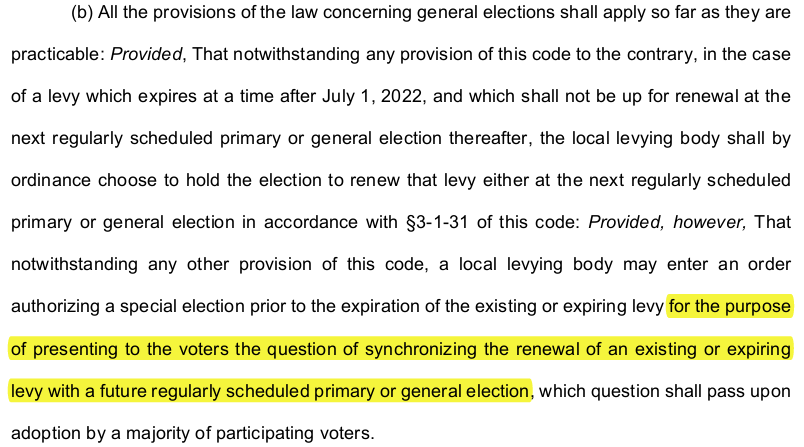 (b) All the provisions of the law concerning general elections shall apply so far as they are
practicable: Provided, That notwithstanding any provision of this code to the contrary, in the case
of a levy which expires at a time after July 1, 2022, and which shall not be up for renewal at the
next regularly scheduled primary or general election thereafter, the local levying body shall by
ordinance choose to hold the election to renew that levy either at the next regularly scheduled
primary or general election in accordance with §3-1-31 of this code: Provided, however, That
notwithstanding any other provision of this code, a local levying body may enter an order
authorizing a special election prior to the expiration of the existing or expiring levy for the purpose
of presenting to the voters the question of synchronizing the renewal of an existing or expiring
levy with a future regularly scheduled primary or general election, which question shall pass upon
adoption by a majority of participating voters.